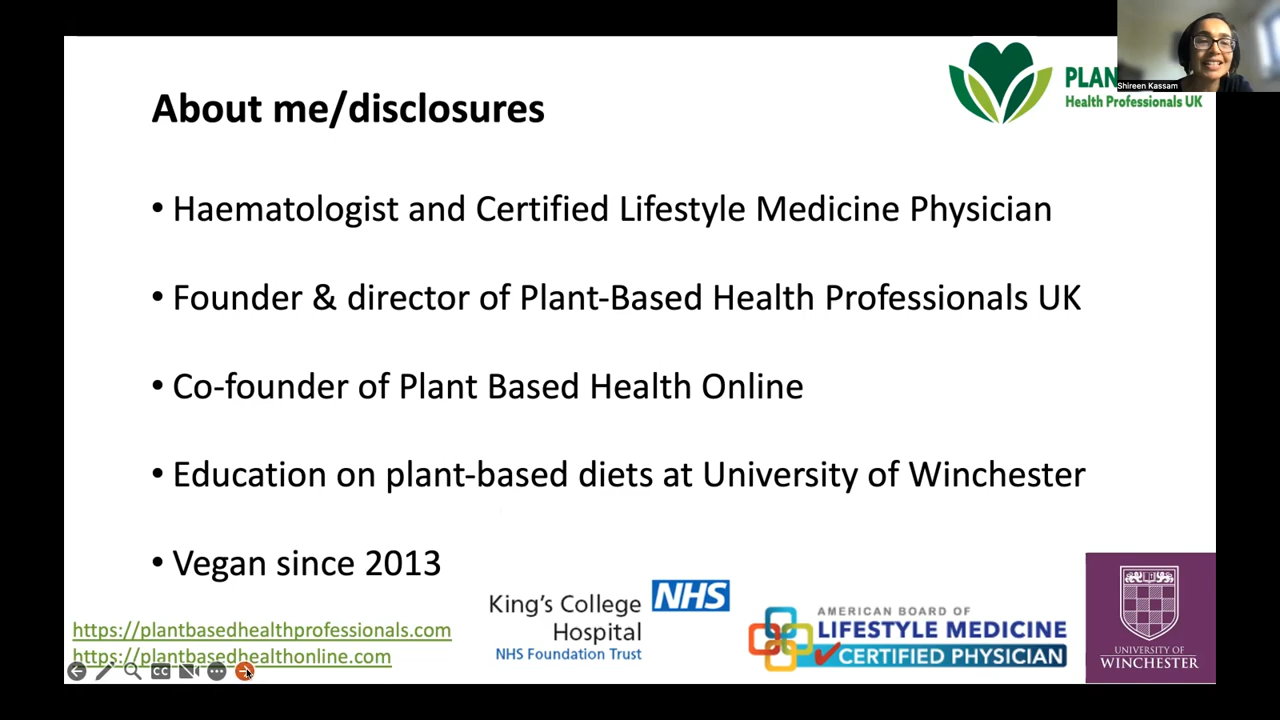 About me/disclosures
PLAN
Health Professionals UK
Shireen Kassam
• Haematologist and Certified Lifestyle Medicine Physician
• Founder & director of Plant-Based Health Professionals UK
• Co-founder of Plant Based Health Online
• Education on plant-based diets at University of Winchester
• Vegan since 2013
https://plantbasedhealthprofessionals.com
https://plantbasedhealthonline.com
CC
King's College NHS
Hospital
NHS Foundation Trust
AMERICAN BOARD OF
LIFESTYLE MEDICINE
CERTIFIED PHYSICIAN
UNIVERSITY OF
WINCHESTER